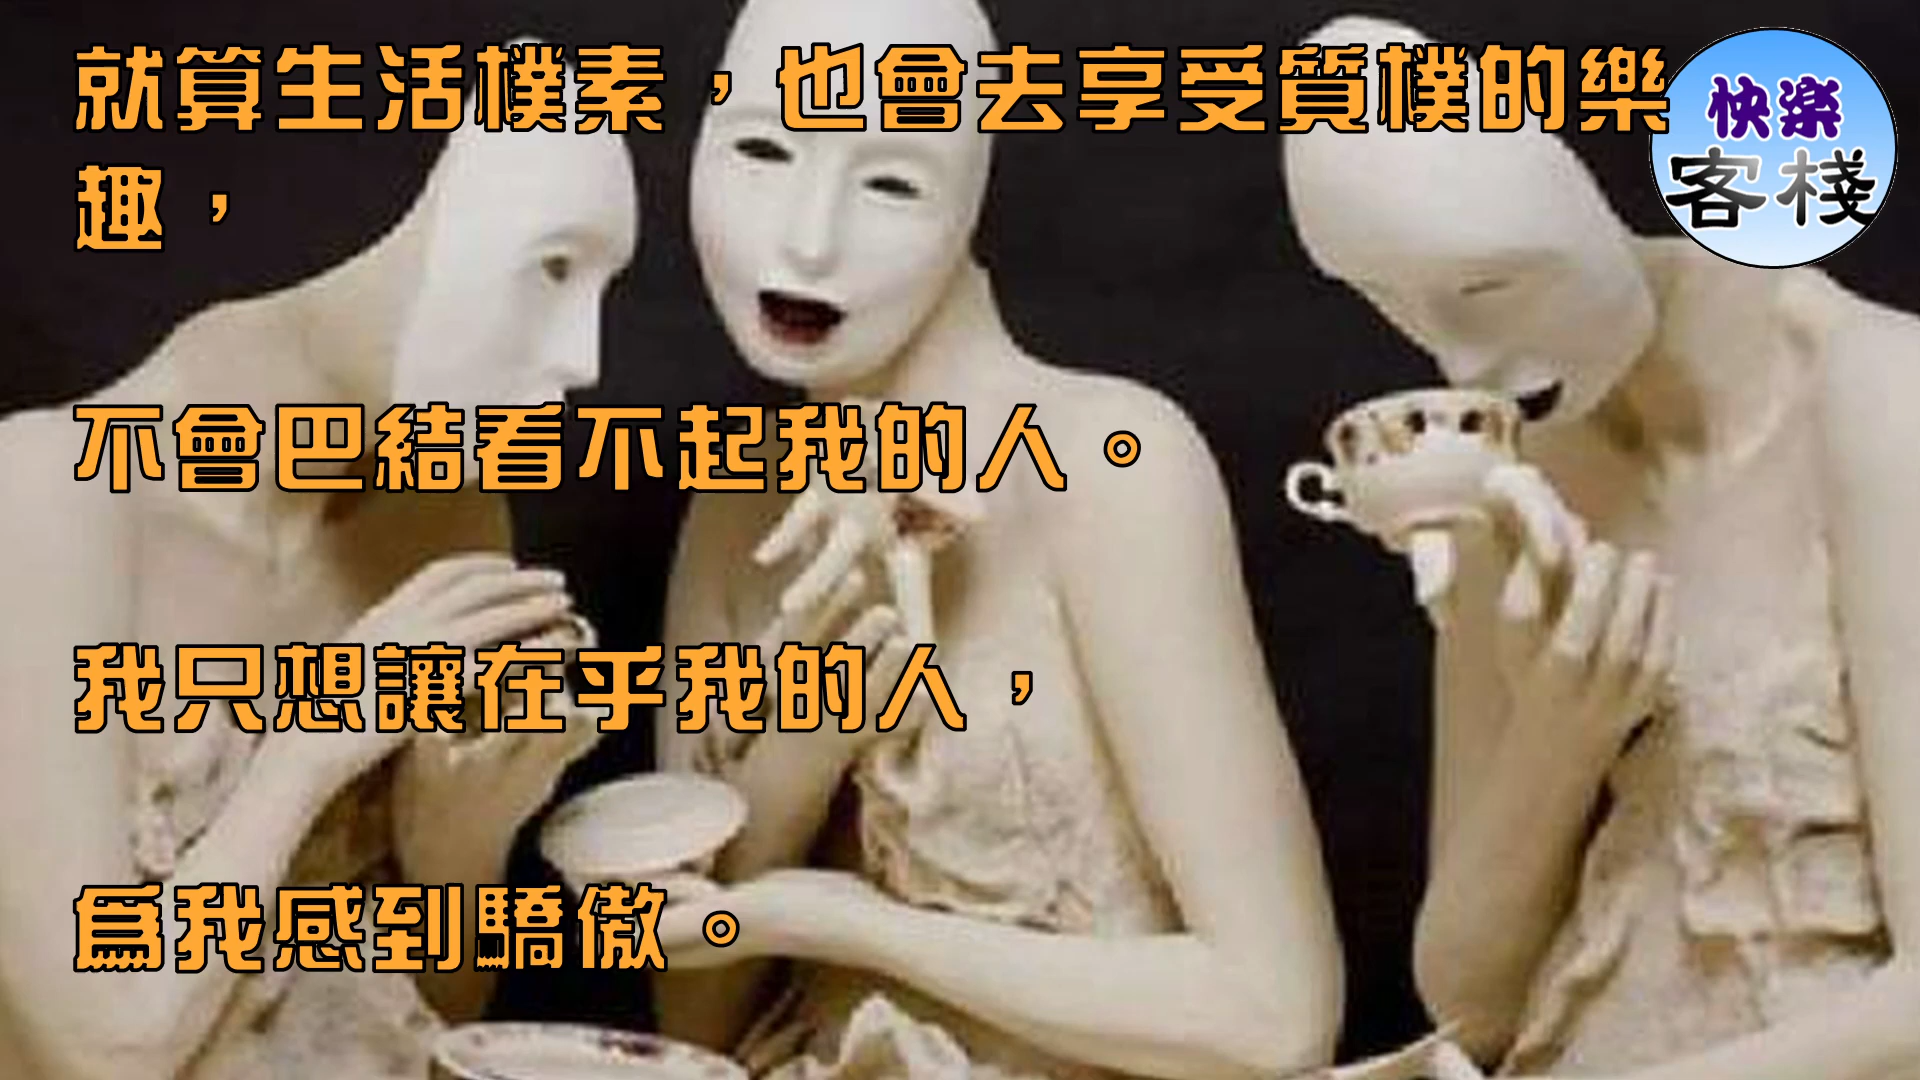 就算生活樸素，也會去享受質樸的樂
趣，
不會巴結看不起我的人。
我只想讓在乎我的人，
為我感到驕傲。
快樂
客棧